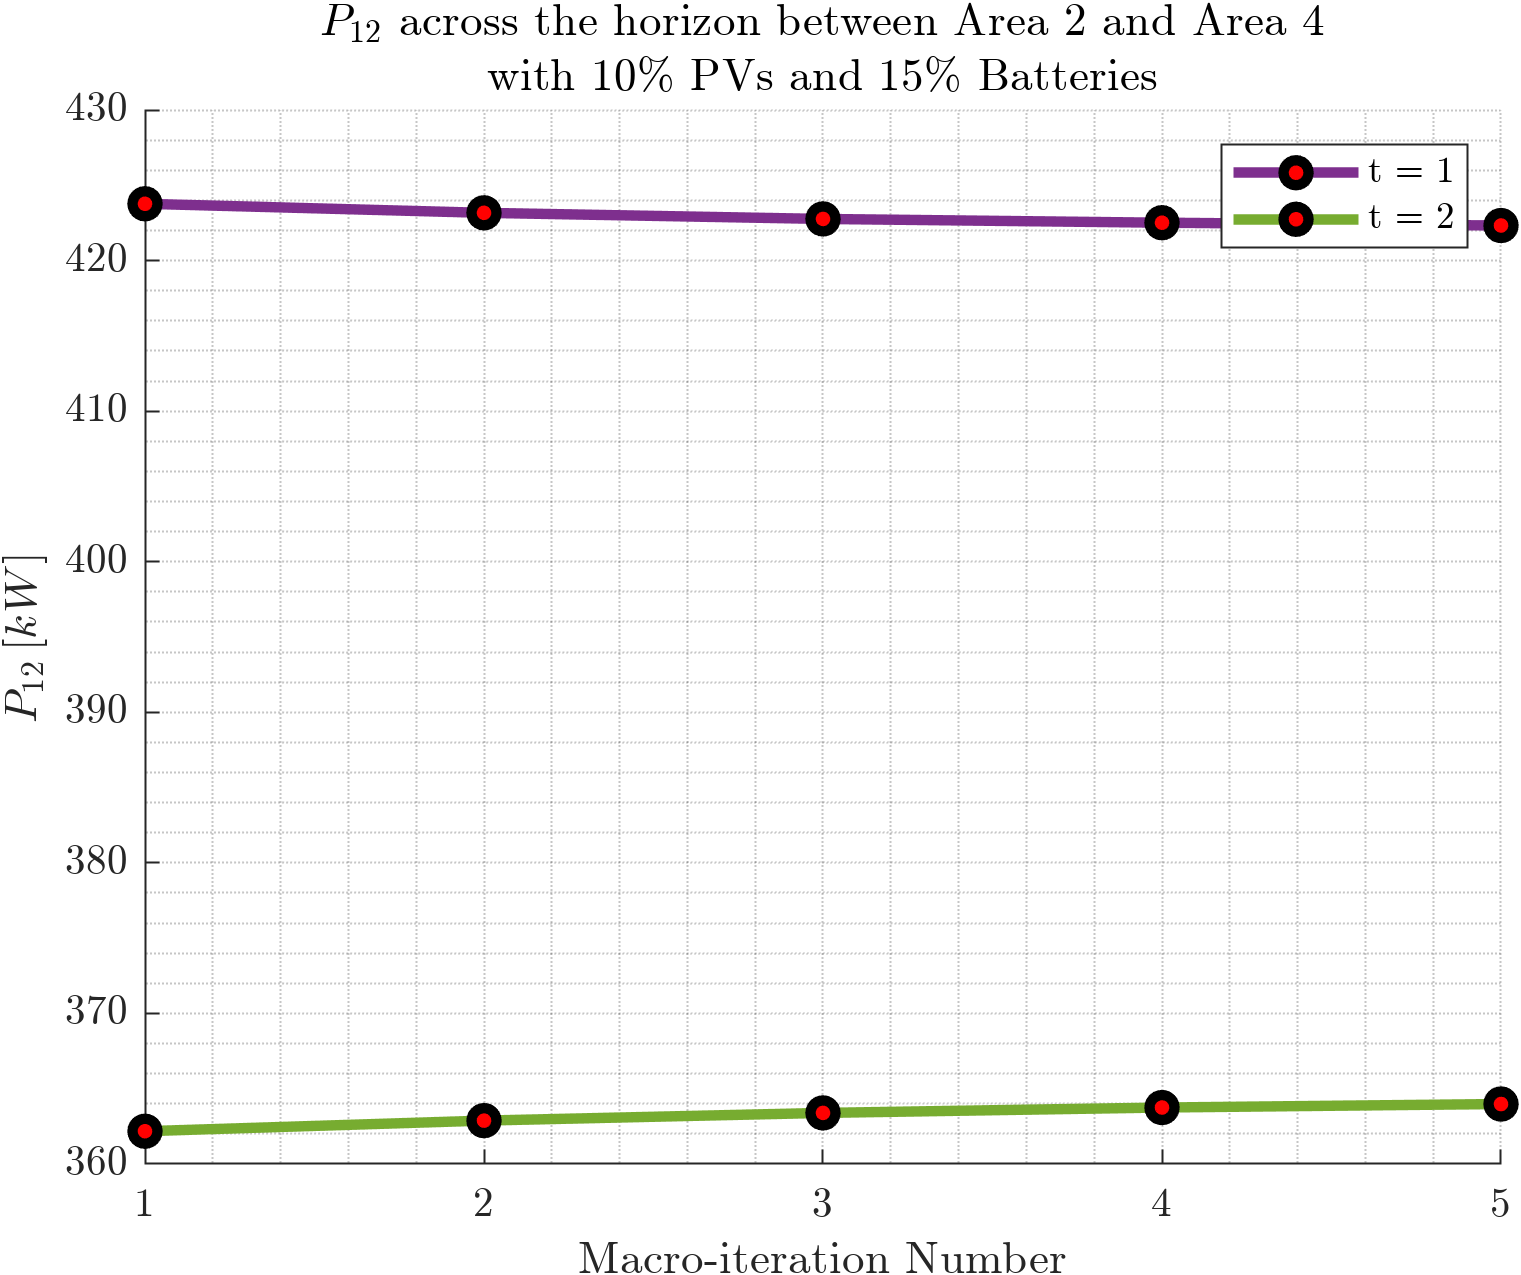 P₁₂ across the horizon between Area 2 and Area 4
with 10% PVs and 15% Batteries
430
420
410
400
390
380
370
360
P₁₂ [kW]
t = 1
t = 2
1 2 3 4 5
Macro-iteration Number